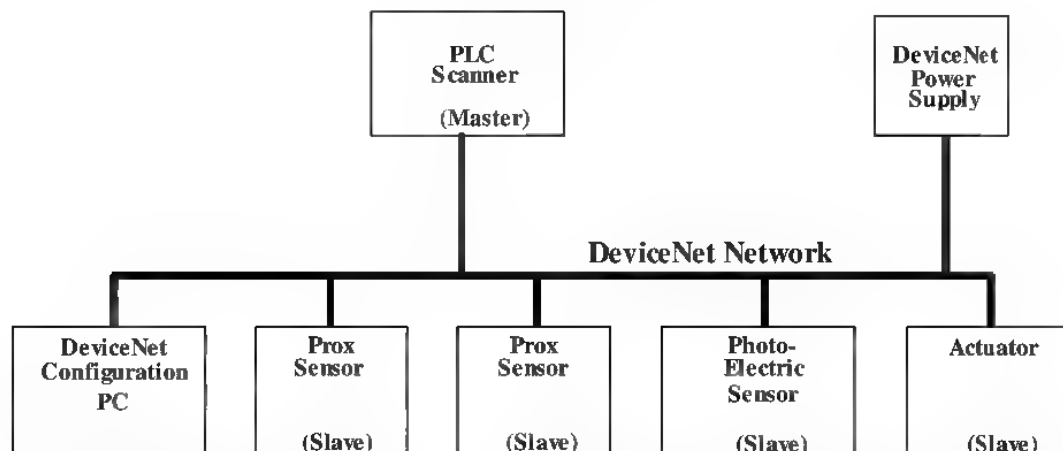 PLC
Scanner
(Master)
DeviceNet
Power
Supply
DeviceNet Network
DeviceNet
Configuration
PC
Prox
Sensor
(Slave)
Prox
Sensor
(Slave)
Photo-
Electric
Sensor
(Slave)
Actuator
(Slave)